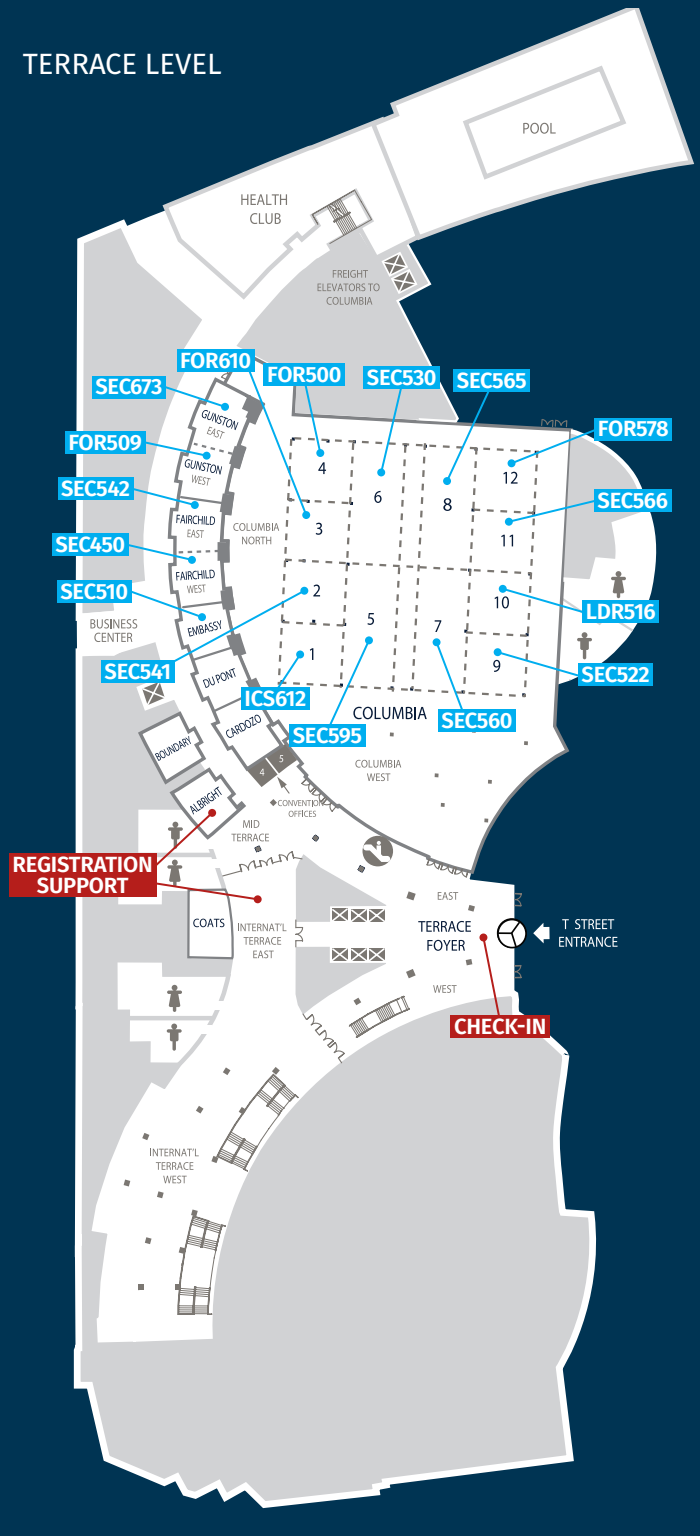 TERRACE LEVEL
POOL
HEALTH
CLUB
FREIGHT
ELEVATORS TO
COLUMBIA
FOR610
FOR500
SEC530
SEC565
SEC673
GUNSTON
EAST
FOR578
FOR509
GUNSTON
WEST
4
6
8
12
SEC542
FAIRCHILD
EAST
COLUMBIA
NORTH
3
11
SEC566
SEC450
FAIRCHILD
WEST
SEC510
EMBASSY
2
5
7
10
LDR516
BUSINESS
CENTER
SEC541
DU PONT
1
9
SEC522
ICS612
CARDOZO
COLUMBIA
SEC595
SEC560
BOUNDARY
4
5
COLUMBIA
WEST
ALBRIGHT
CONVENTION
OFFICES
MID
TERRACE
REGISTRATION
SUPPORT
COATS
INTERNAT'L
TERRACE
EAST
EAST
TERRACE
FOYER
T STREET
ENTRANCE
WEST
CHECK-IN
INTERNAT'L
TERRACE
WEST